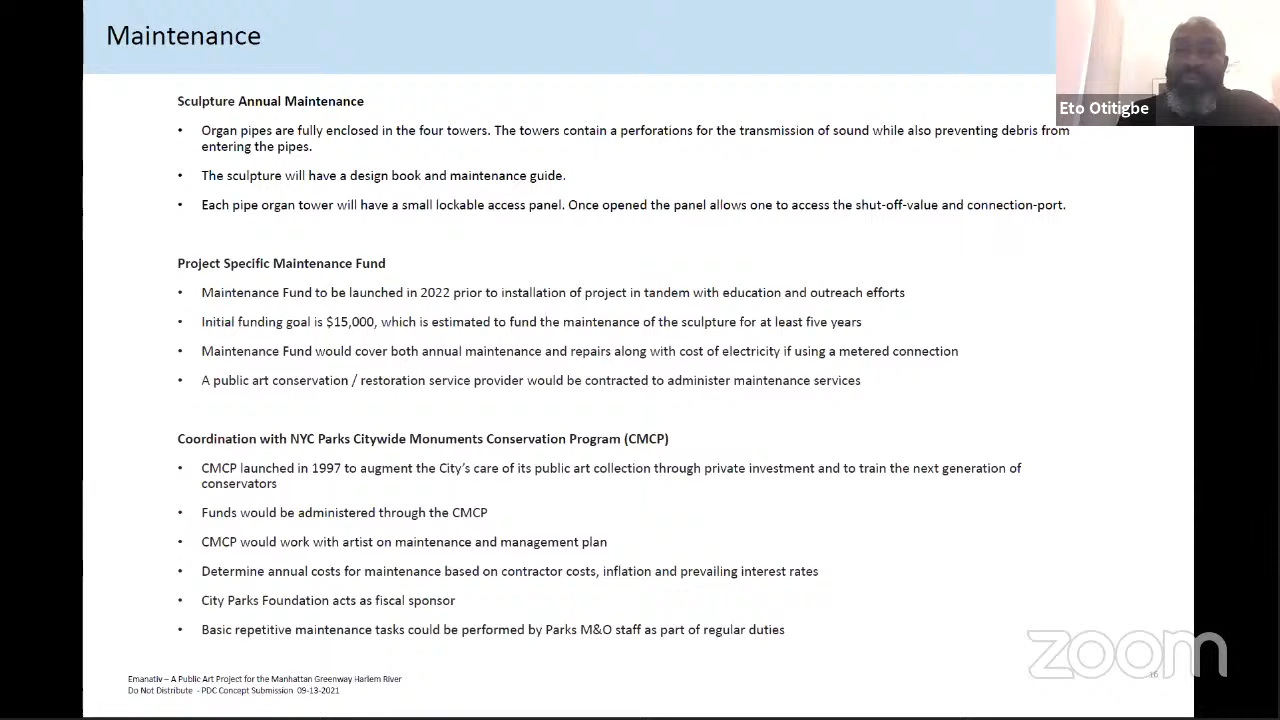 Maintenance
Eto Otitigbe
Sculpture Annual Maintenance
• Organ pipes are fully enclosed in the four towers. The towers contain a perforations for the transmission of sound while also preventing debris from
entering the pipes.
• The sculpture will have a design book and maintenance guide.
• Each pipe organ tower will have a small lockable access panel. Once opened the panel allows one to access the shut-off-value and connection-port.
Project Specific Maintenance Fund
• Maintenance Fund to be launched in 2022 prior to installation of project in tandem with education and outreach efforts
• Initial funding goal is $15,000, which is estimated to fund the maintenance of the sculpture for at least five years
• Maintenance Fund would cover both annual maintenance and repairs along with cost of electricity if using a metered connection
• A public art conservation / restoration service provider would be contracted to administer maintenance services
Coordination with NYC Parks Citywide Monuments Conservation Program (CMCP)
• CMCP launched in 1997 to augment the City's care of its public art collection through private investment and to train the next generation of
conservators
• Funds would be administered through the CMCP
• CMCP would work with artist on maintenance and management plan
• Determine annual costs for maintenance based on contractor costs, inflation and prevailing interest rates
• City Parks Foundation acts as fiscal sponsor
• Basic repetitive maintenance tasks could be performed by Parks M&O staff as part of regular duties
zoom
16
Emanativ – A Public Art Project for the Manhattan Greenway Harlem River
Do Not Distribute - PDC Concept Submission 09-13-2021